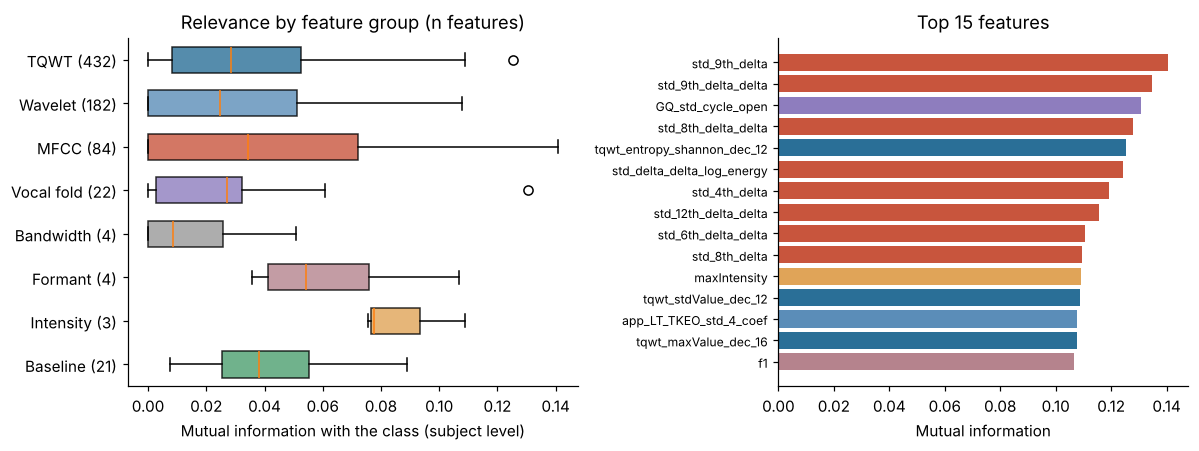 Relevance by feature group (n features)
TQWT (432)
Wavelet (182)
MFCC (84)
Vocal fold (22)
Bandwidth (4)
Formant (4)
Intensity (3)
Baseline (21)
0.00 0.02 0.04 0.06 0.08 0.10 0.12 0.14
Mutual information with the class (subject level)
Top 15 features
std_9th_delta
std_9th_delta_delta
GQ_std_cycle_open
std_8th_delta_delta
tqwt_entropy_shannon_dec_12
std_delta_delta_log_energy
std_4th_delta
std_12th_delta_delta
std_6th_delta_delta
std_8th_delta
maxIntensity
tqwt_stdValue_dec_12
app_LT_TKEO_std_4_coef
tqwt_maxValue_dec_16
f1
0.00 0.02 0.04 0.06 0.08 0.10 0.12 0.14
Mutual information